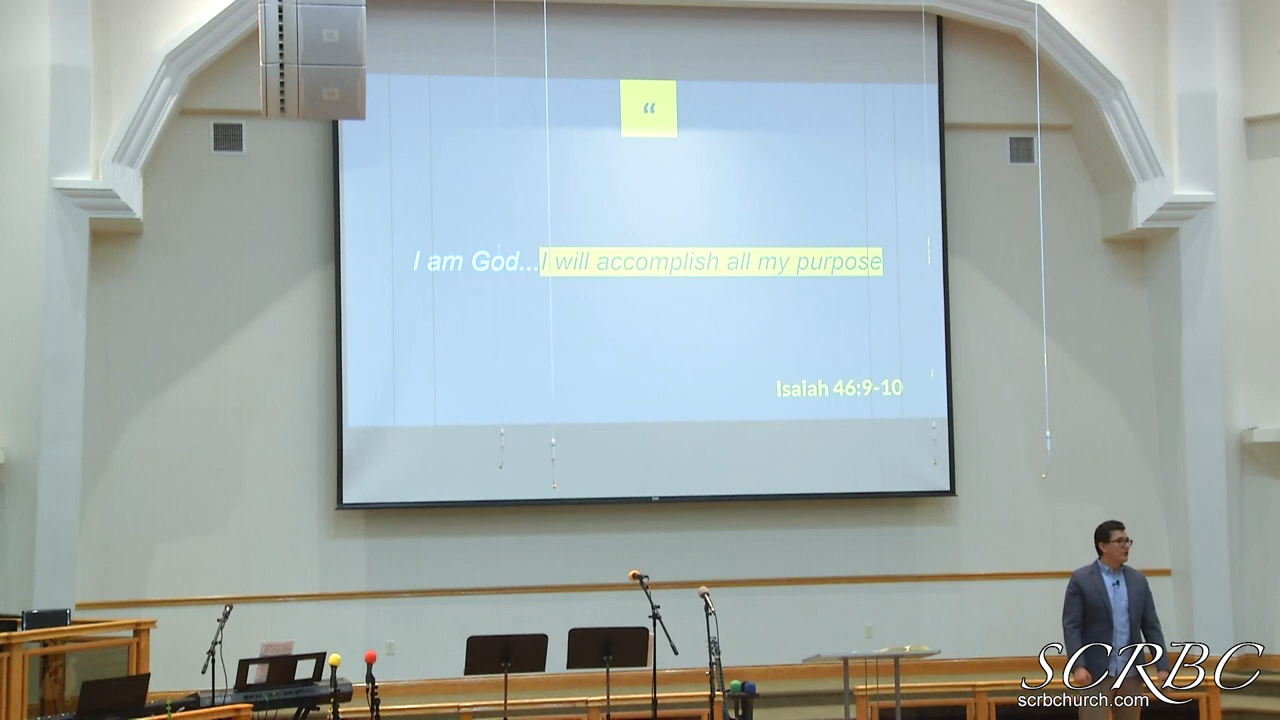 “
I am God...I will accomplish all my purpose
Isaiah 46:9-10
SCRBC
scrbchurch.com